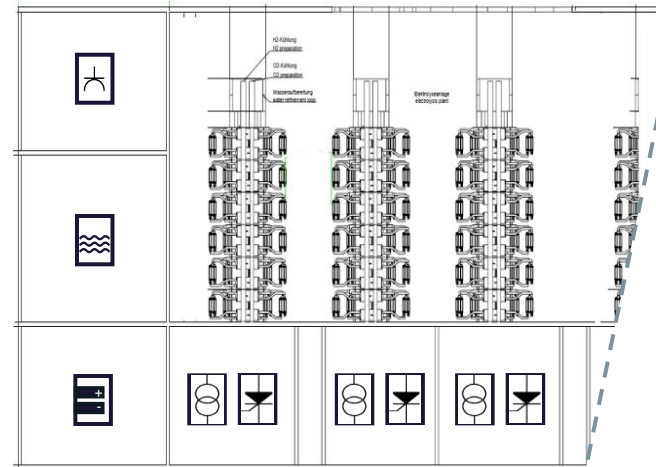 H2-Kühlung
H2 preparation
O2-Kühlung
O2 preparation
Wasseraufbereitung
water refinement loop
Elektrolyseanlage
electrolysis plant
+
-